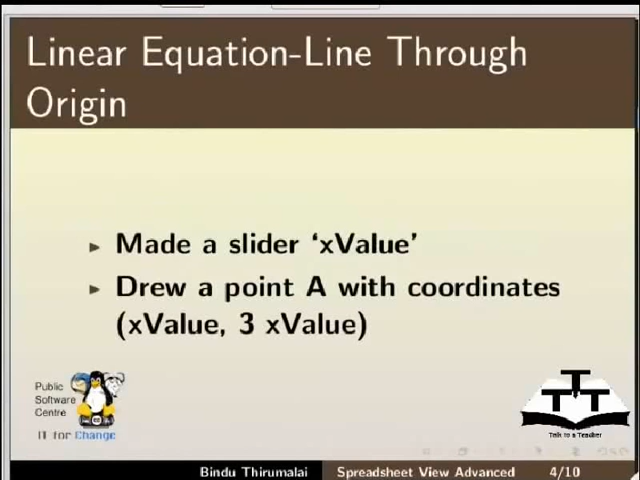 Linear Equation-Line Through
Origin
Made a slider ‘xValue’
Drew a point A with coordinates
(xValue, 3 xValue)
Public
Software
Centre
IT for Change
TTT
Talk to a Teacher
Bindu Thirumalai
Spreadsheet View Advanced
4/10